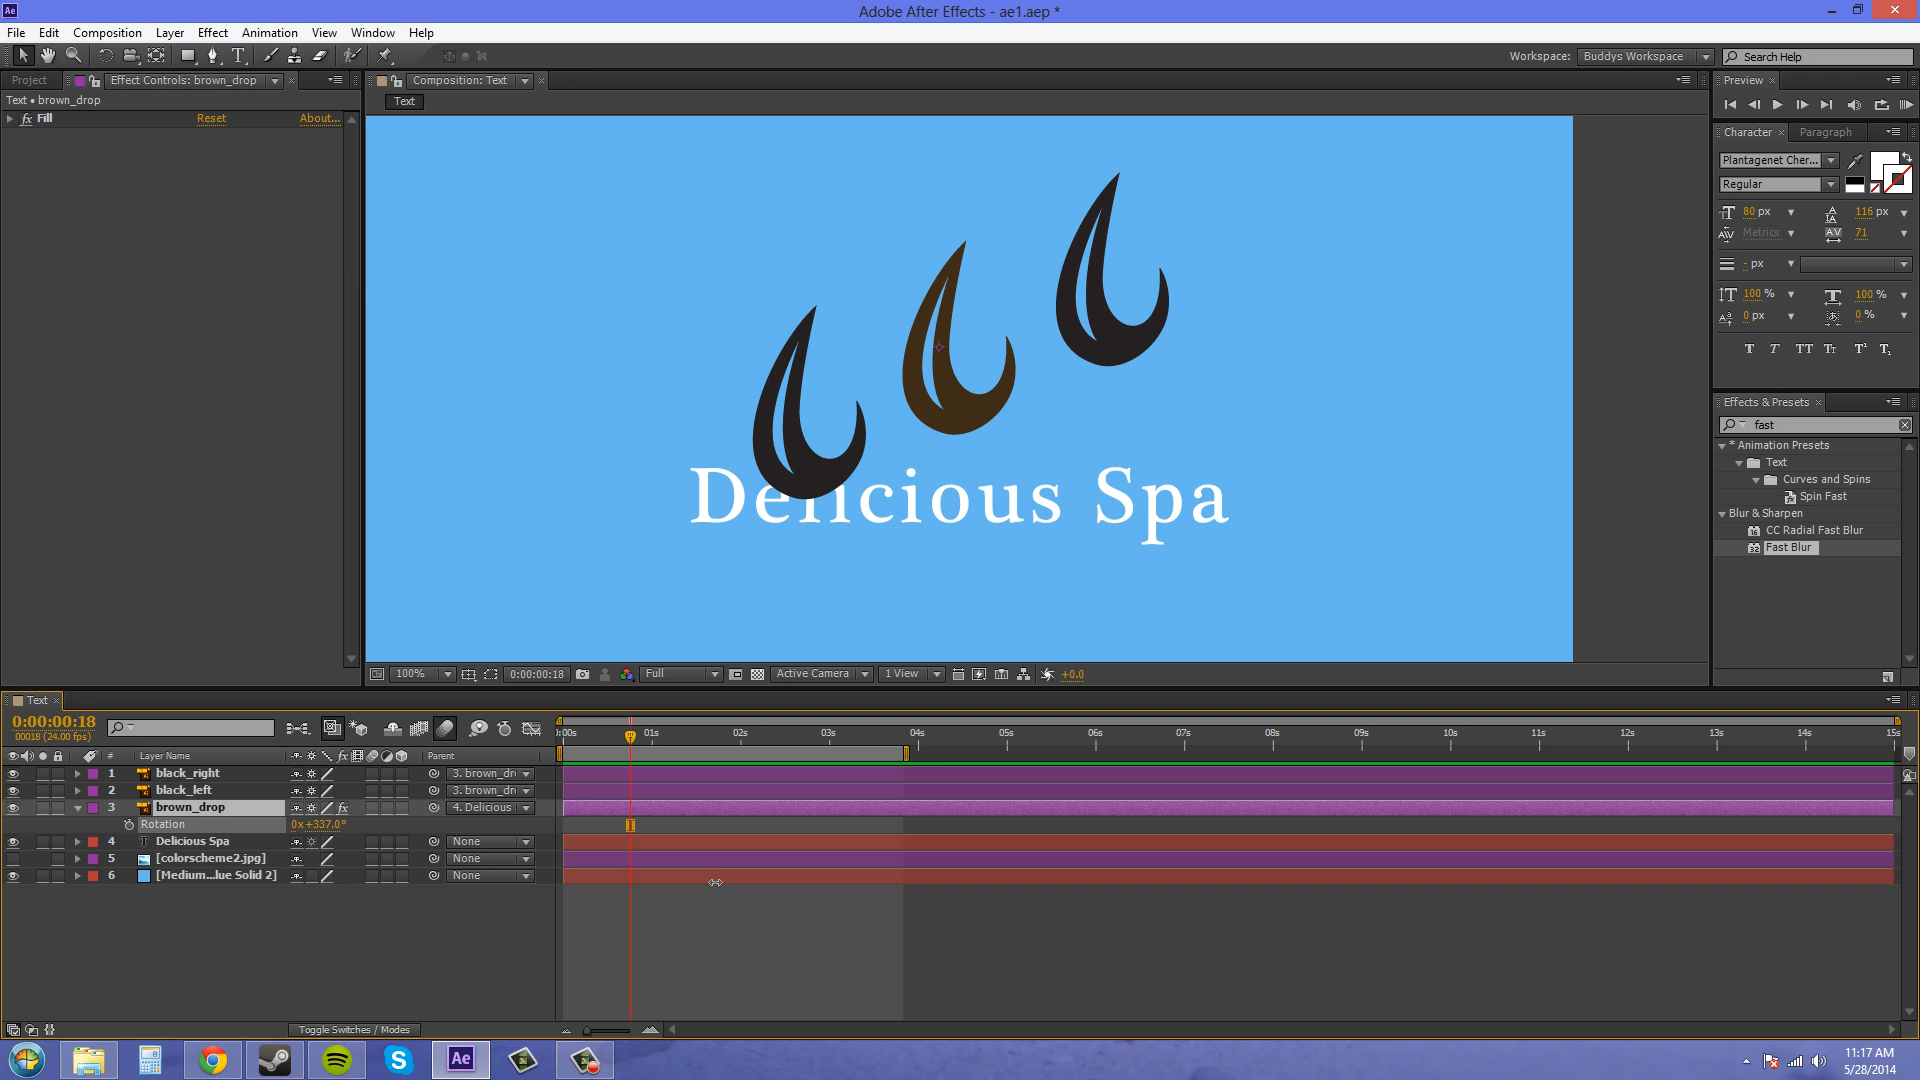 Adobe After Effects - ae1.aep *
File Edit Composition Layer Effect Animation View Window Help
Workspace: Buddys Workspace Search Help
Project Effect Controls: brown_drop Composition: Text Preview
Text • brown_drop
Text
fx Fill Reset About...
Character Paragraph
Plantagenet Cher...
Regular
80 px 116 px
Metrics 71
- px
100 % 100 %
0 px 0 %
T T TT Tr T¹ T,
Effects & Presets
fast
* Animation Presets
Text
Curves and Spins
Spin Fast
Blur & Sharpen
CC Radial Fast Blur
Fast Blur
Delicious Spa
100% 0:00:00:18 Full Active Camera 1 View +0.0
Text
0:00:00:18
00018 (24.00 fps)
:00s 01s 02s 03s 04s 05s 06s 07s 08s 09s 10s 11s 12s 13s 14s 15s
# Layer Name fx Parent
1 black_right 3. brown_dr
2 black_left 3. brown_dr
3 brown_drop fx 4. Delicious
Rotation 0x+337.0°
4 T Delicious Spa None
5 [colorscheme2.jpg] None
6 [Medium...lue Solid 2] None
Toggle Switches / Modes
Ae
11:17 AM
5/28/2014